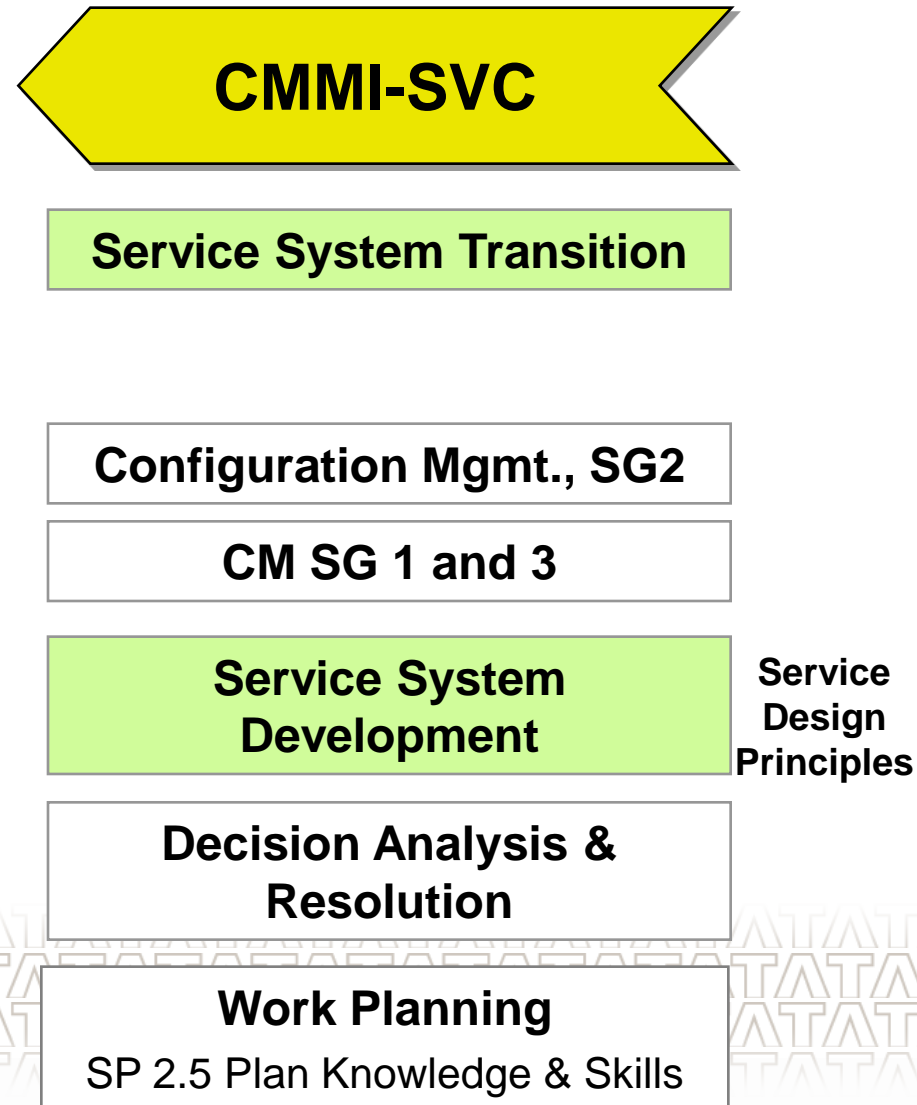 CMMI-SVC
Service System Transition
Configuration Mgmt., SG2
CM SG 1 and 3
Service System
Development
Service
Design
Principles
Decision Analysis &
Resolution
Work Planning
SP 2.5 Plan Knowledge & Skills